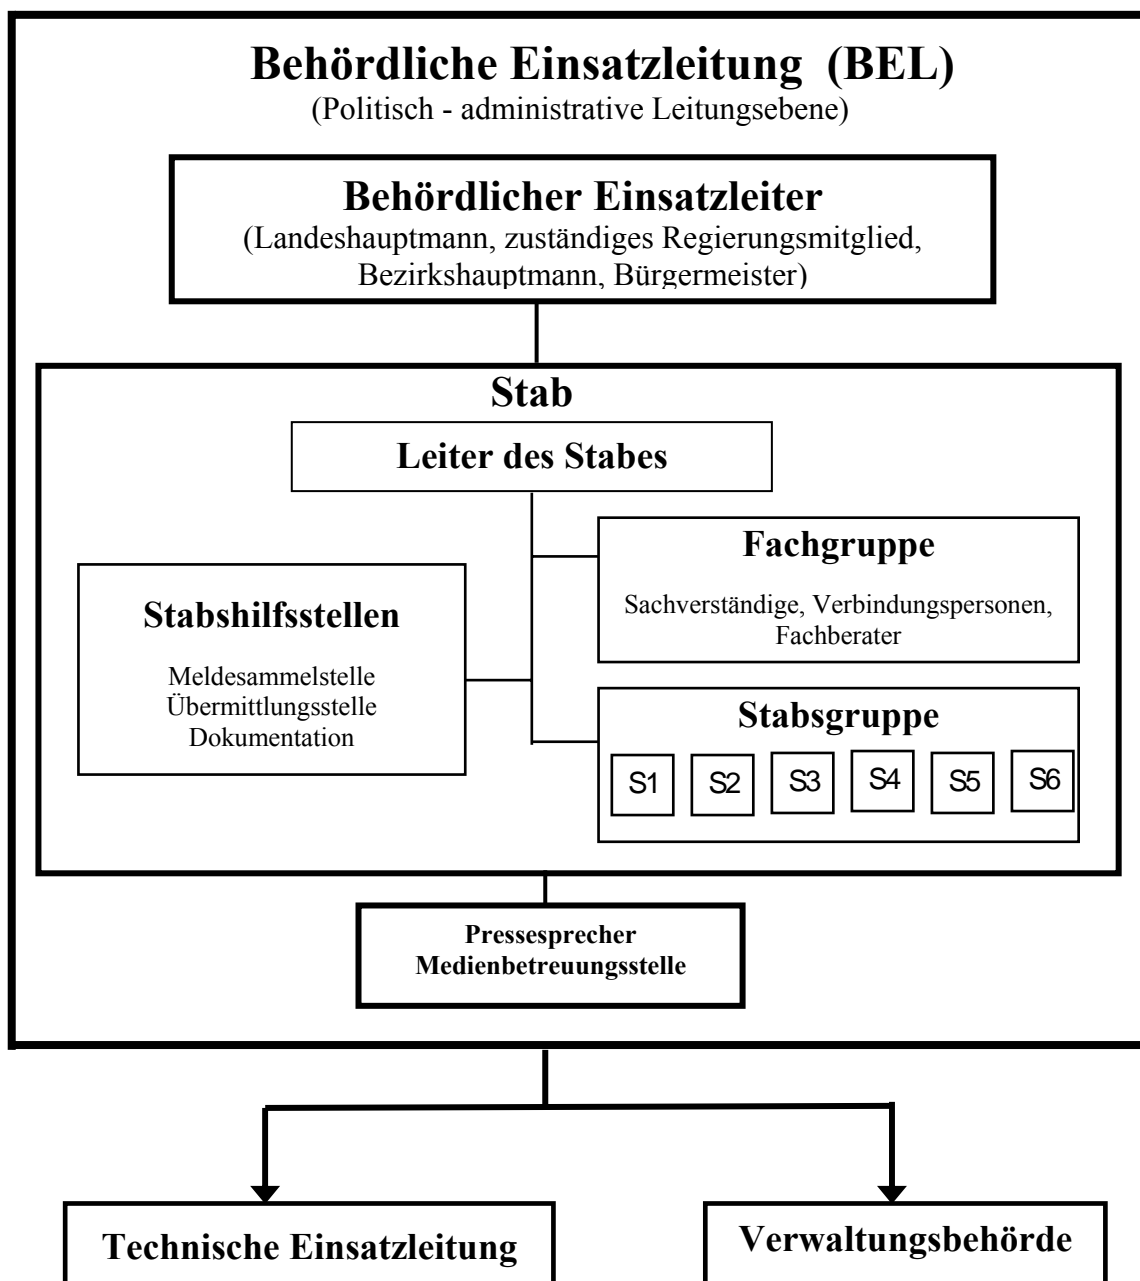 Behördliche Einsatzleitung (BEL)
(Politisch - administrative Leitungsebene)
Behördlicher Einsatzleiter
(Landeshauptmann, zuständiges Regierungsmitglied,
Bezirkshauptmann, Bürgermeister)
Stab
Leiter des Stabes
Fachgruppe
Sachverständige, Verbindungspersonen,
Fachberater
Stabshilfsstellen
Meldesammelstelle
Übermittlungsstelle
Dokumentation
Stabsgruppe
S1 S2 S3 S4 S5 S6
Pressesprecher
Medienbetreuungsstelle
Technische Einsatzleitung
Verwaltungsbehörde